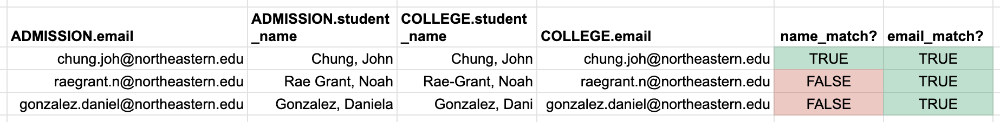 ADMISSION.email ADMISSION.student_name COLLEGE.student_name COLLEGE.email name_match? email_match?
chung.joh@northeastern.edu Chung, John Chung, John chung.joh@northeastern.edu TRUE TRUE
raegrant.n@northeastern.edu Rae Grant, Noah Rae-Grant, Noah raegrant.n@northeastern.edu FALSE TRUE
gonzalez.daniel@northeastern.edu Gonzalez, Daniela Gonzalez, Dani gonzalez.daniel@northeastern.edu FALSE TRUE